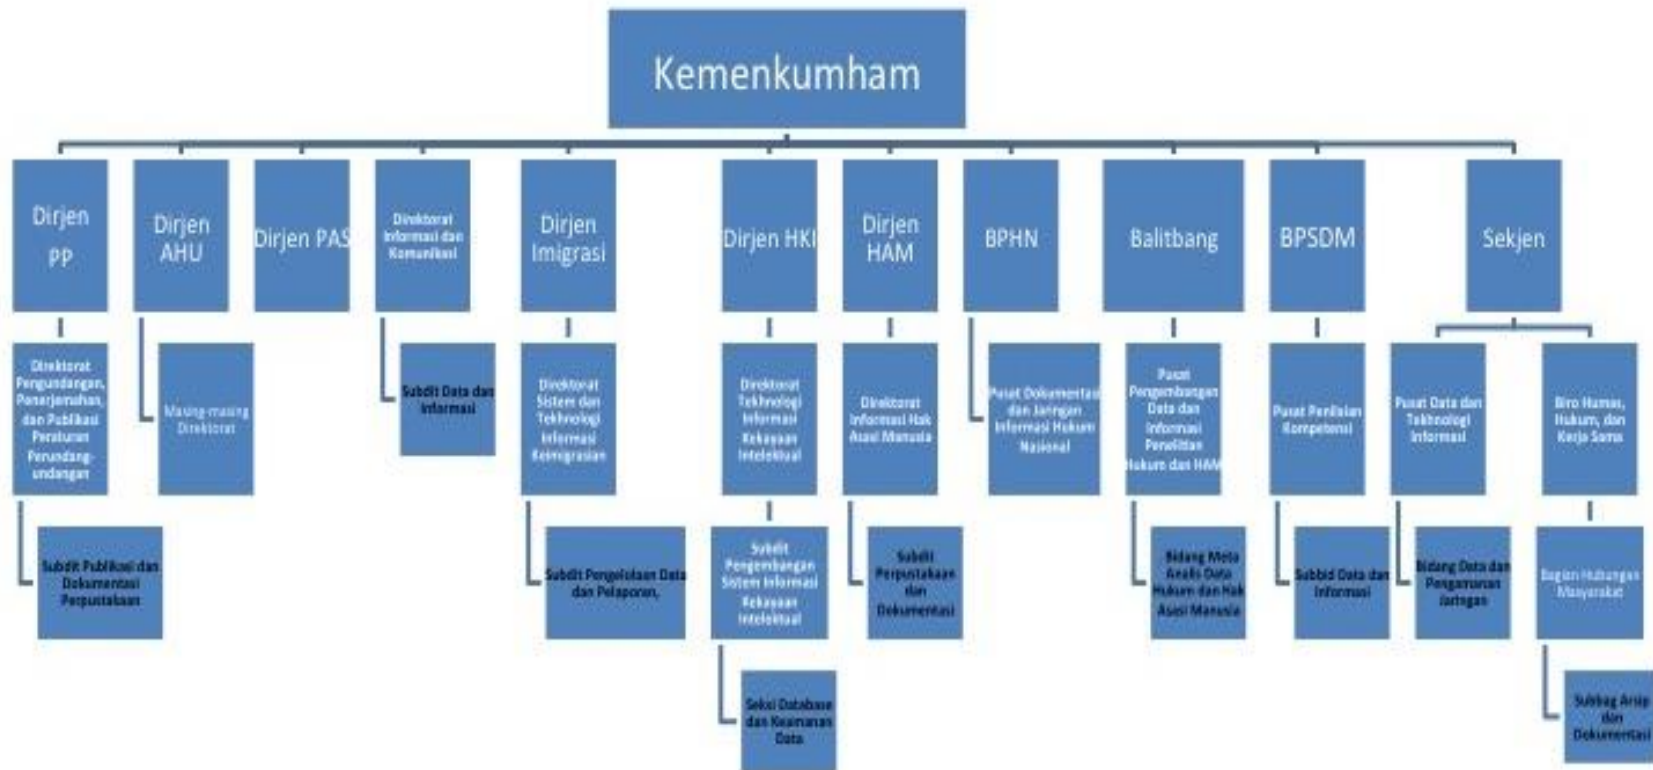 Kemenkumham
Dirjen
PP
Dirjen
AHU
Dirjen PAS
Direktorat
Informasi dan
Komunikasi
Dirjen
Imigrasi
Dirjen HKI
Dirjen
HAM
BPHN
Balitbang
BPSDM
Sekjen
Direktorat
Pengundangan,
Penerjemahan,
dan Publikasi
Peraturan
Perundang-
undangan
Masing-masing
Direktorat
Subdit Data dan
Informasi
Direktorat
Sistem dan
Tekhnologi
Informasi
Keimigrasian
Direktorat
Tekhnologi
Informasi
Kekayaan
Intelektual
Direktorat
Informasi Hak
Asasi Manusia
Pusat Dokumentasi
dan Jaringan
Informasi Hukum
Nasional
Pusat
Pengembangan
Data dan
Informasi
Penelitian
Hukum dan HAM
Pusat Penilaian
Kompetensi
Pusat Data dan
Tekhnologi
Informasi
Biro Humas,
Hukum, dan
Kerja Sama
Subdit Publikasi dan
Dokumentasi
Perpustakaan
Subdit Pengelolaan Data
dan Pelaporan,
Subdit
Pengembangan
Sistem Informasi
Kekayaan
Intelektual
Subdit
Perpustakaan
dan
Dokumentasi
Bidang Meta
Analis Data
Hukum dan Hak
Asasi Manusia
Subbid Data dan
Informasi
Bidang Data dan
Pengamanan
Jaringan
Bagian Hubungan
Masyarakat
Seksi Database
dan Keamanan
Data
Subbag Arsip
dan
Dokumentasi